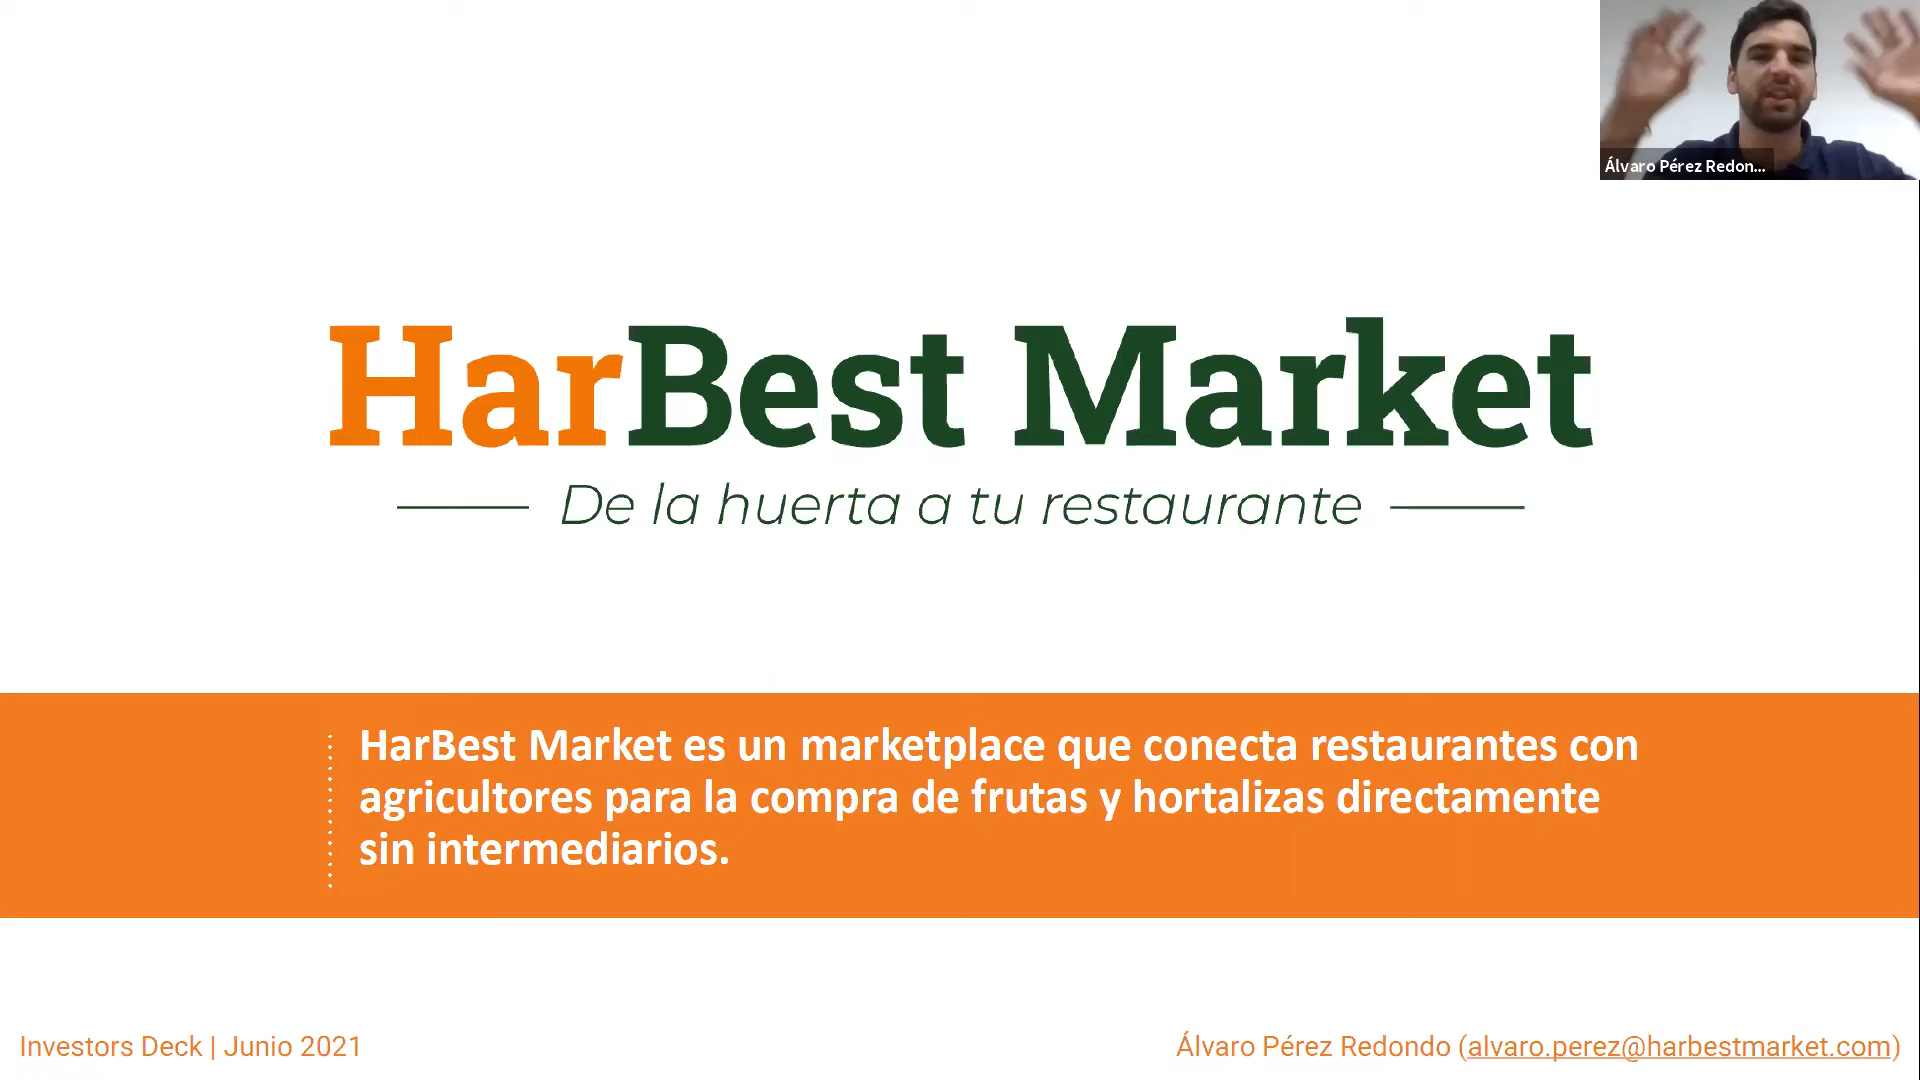 Álvaro Pérez Redon...
HarBest Market
De la huerta a tu restaurante
HarBest Market es un marketplace que conecta restaurantes con
agricultores para la compra de frutas y hortalizas directamente
sin intermediarios.
Investors Deck | Junio 2021
Álvaro Pérez Redondo (alvaro.perez@harbestmarket.com)